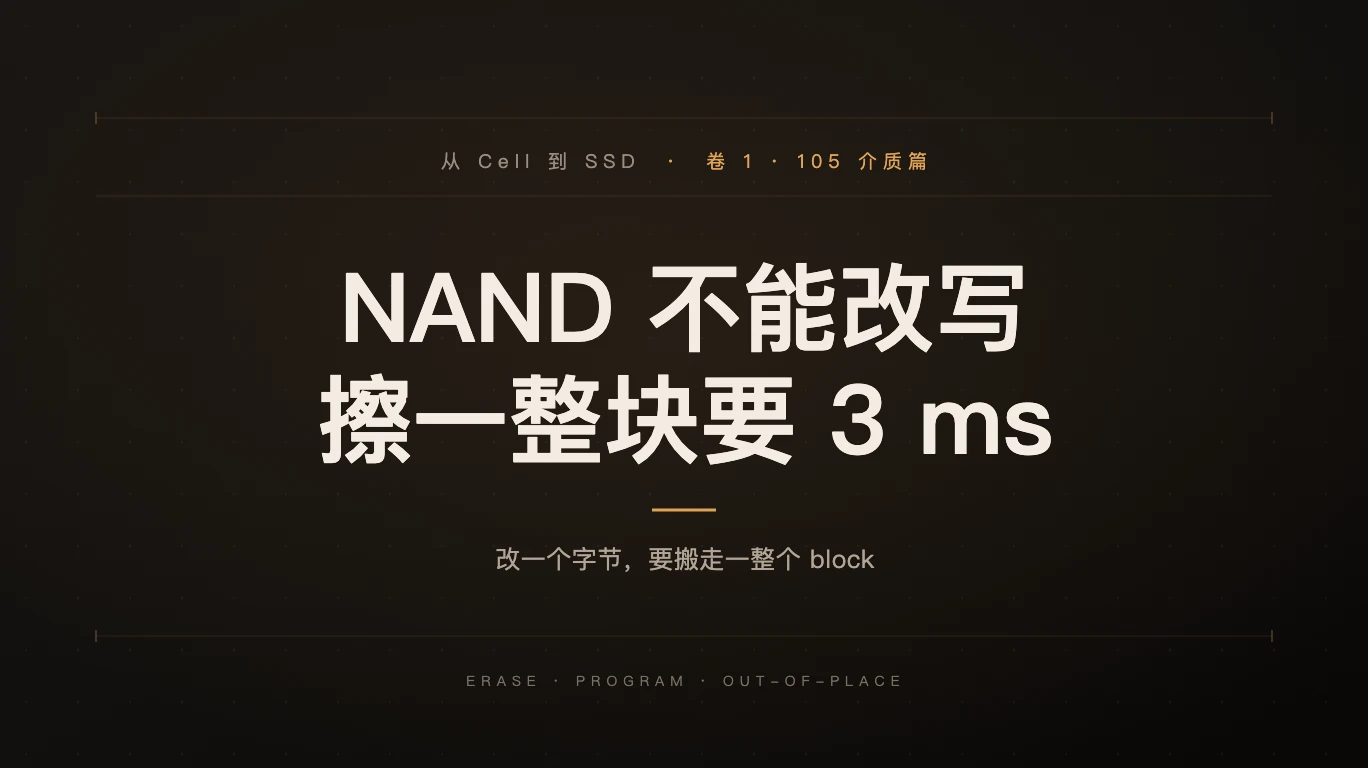 从 Cell 到 SSD · 卷 1 · 105 介质篇
NAND 不能改写
擦一整块要 3 ms
改一个字节，要搬走一整个 block
ERASE · PROGRAM · OUT-OF-PLACE